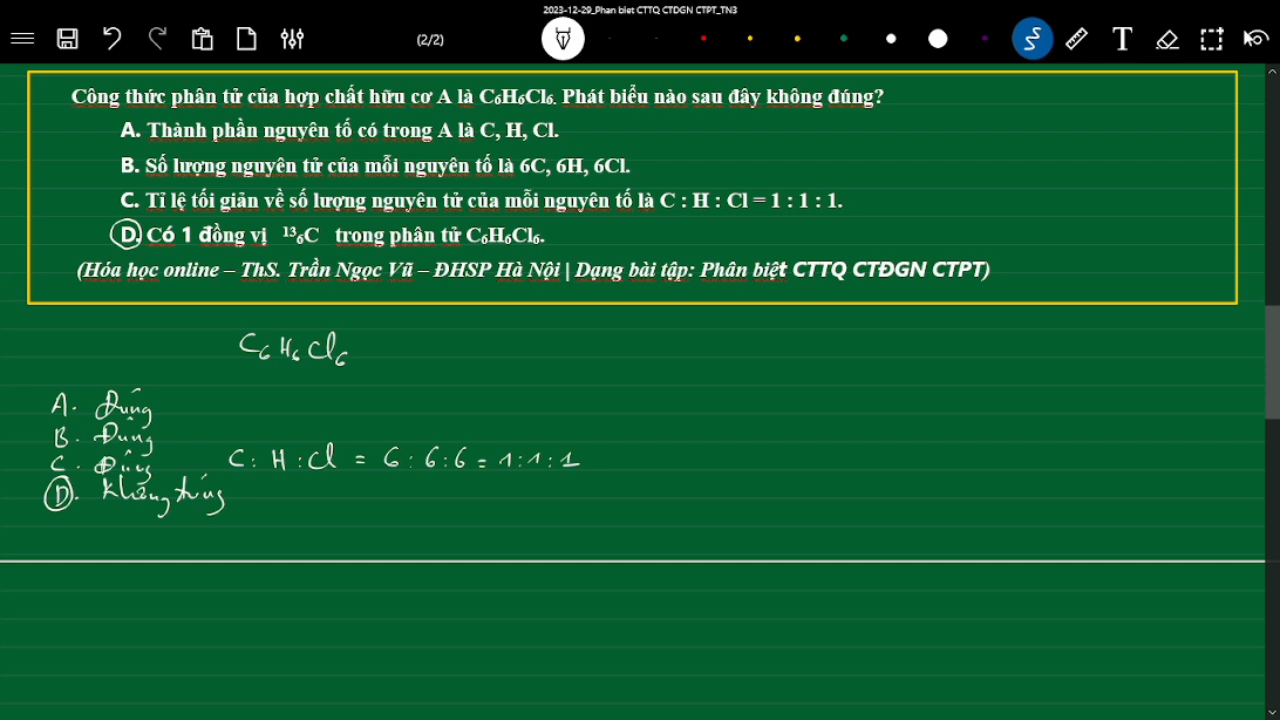 2023-12-29_Phan biet CTTQ CTDGN CTPT_TN3
(2/2)
T
Công thức phân tử của hợp chất hữu cơ A là C₆H₆Cl₆. Phát biểu nào sau đây không đúng?
A. Thành phần nguyên tố có trong A là C, H, Cl.
B. Số lượng nguyên tử của mỗi nguyên tố là 6C, 6H, 6Cl.
C. Tỉ lệ tối giản về số lượng nguyên tử của mỗi nguyên tố là C : H : Cl = 1 : 1 : 1.
D. Có 1 đồng vị ¹³₆C trong phân tử C₆H₆Cl₆.
(Hóa học online – ThS. Trần Ngọc Vũ – ĐHSP Hà Nội | Dạng bài tập: Phân biệt CTTQ CTĐGN CTPT)
C₆H₆Cl₆
A. Đúng
B. Đúng
C. Đúng C : H : Cl = 6 : 6 : 6 = 1 : 1 : 1
D. Không đúng